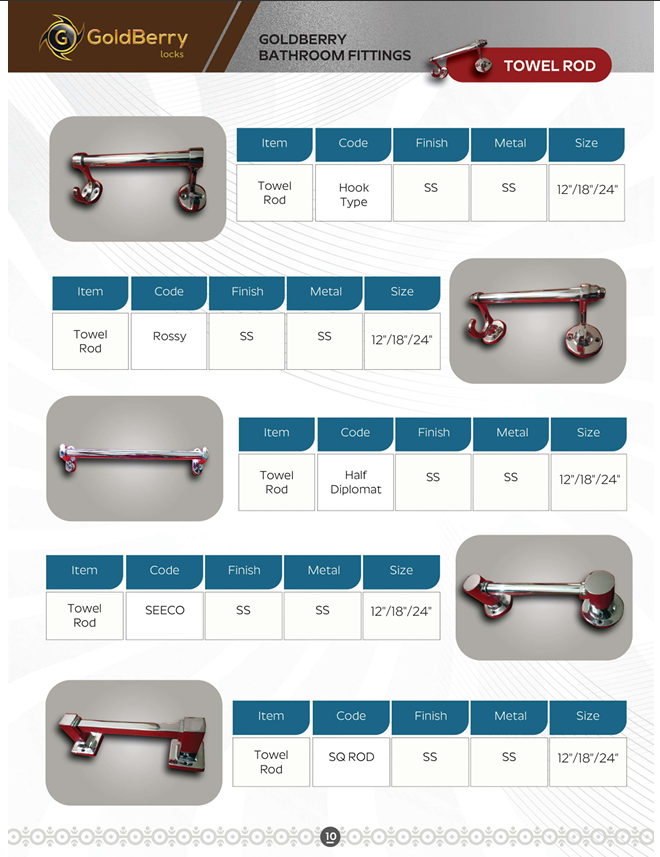 G GoldBerry
locks
GOLDBERRY
BATHROOM FITTINGS
TOWEL ROD
Item Code Finish Metal Size
Towel Rod Hook Type SS SS 12"/18"/24"
Item Code Finish Metal Size
Towel Rod Rossy SS SS 12"/18"/24"
Item Code Finish Metal Size
Towel Rod Half Diplomat SS SS 12"/18"/24"
Item Code Finish Metal Size
Towel Rod SEECO SS SS 12"/18"/24"
Item Code Finish Metal Size
Towel Rod SQ ROD SS SS 12"/18"/24"
10